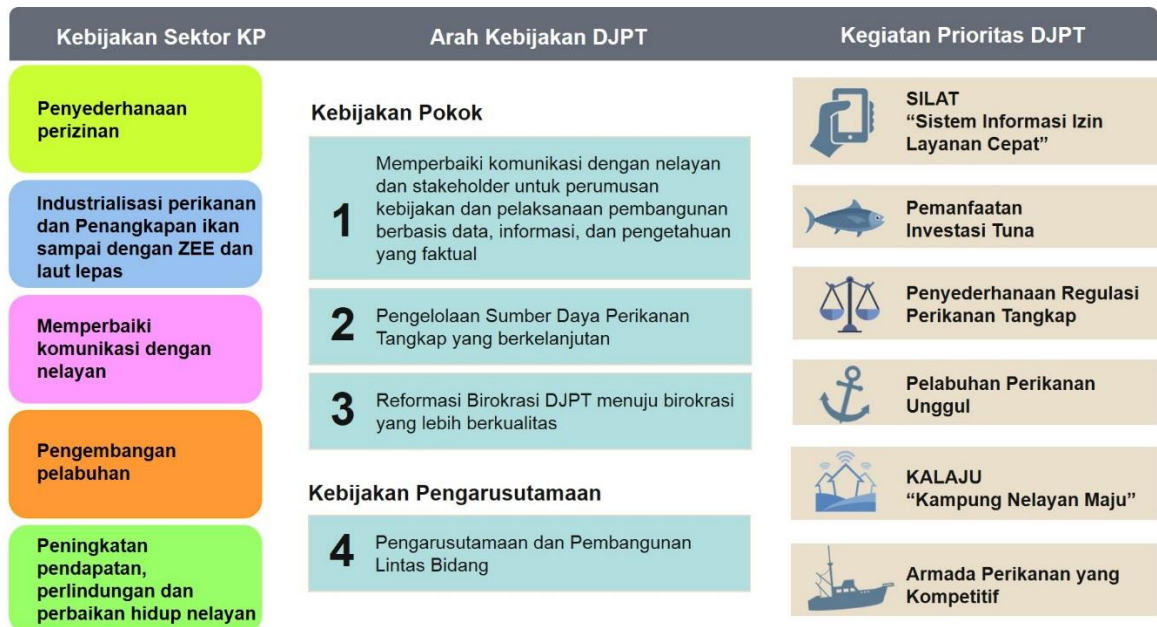 Kebijakan Sektor KP
Arah Kebijakan DJPT
Kegiatan Prioritas DJPT
Penyederhanaan
perizinan
Industrialisasi perikanan
dan Penangkapan ikan
sampai dengan ZEE dan
laut lepas
Memperbaiki
komunikasi dengan
nelayan
Pengembangan
pelabuhan
Peningkatan
pendapatan,
perlindungan dan
perbaikan hidup nelayan
Kebijakan Pokok
1
Memperbaiki komunikasi dengan nelayan
dan stakeholder untuk perumusan
kebijakan dan pelaksanaan pembangunan
berbasis data, informasi, dan pengetahuan
yang faktual
2
Pengelolaan Sumber Daya Perikanan
Tangkap yang berkelanjutan
3
Reformasi Birokrasi DJPT menuju birokrasi
yang lebih berkualitas
Kebijakan Pengarusutamaan
4
Pengarusutamaan dan Pembangunan
Lintas Bidang
SILAT
“Sistem Informasi Izin
Layanan Cepat”
Pemanfaatan
Investasi Tuna
Penyederhanaan Regulasi
Perikanan Tangkap
Pelabuhan Perikanan
Unggul
KALAJU
“Kampung Nelayan Maju”
Armada Perikanan yang
Kompetitif